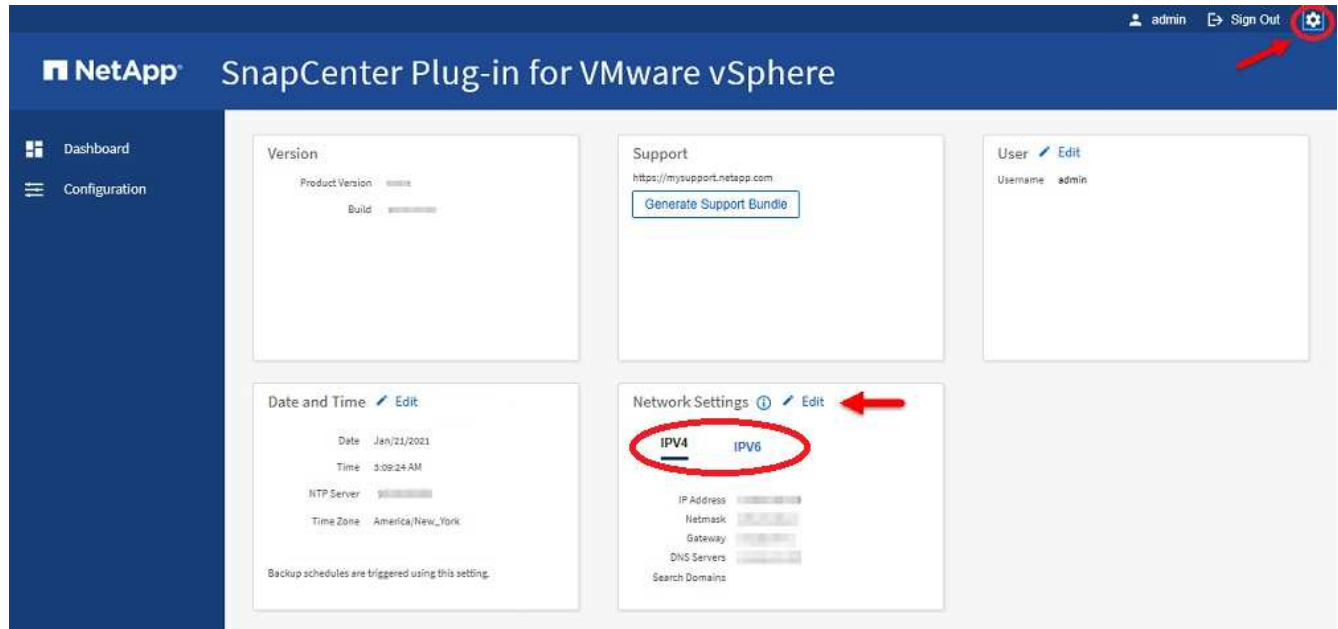 admin Sign Out
NetApp SnapCenter Plug-in for VMware vSphere
Dashboard
Configuration
Version
Product Version
Build
Support
https://mysupport.netapp.com
Generate Support Bundle
User Edit
Username admin
Date and Time Edit
Date Jan/21/2021
Time 3:09:24 AM
NTP Server
Time Zone America/New_York
Backup schedules are triggered using this setting.
Network Settings Edit
IPV4 IPV6
IP Address
Netmask
Gateway
DNS Servers
Search Domains